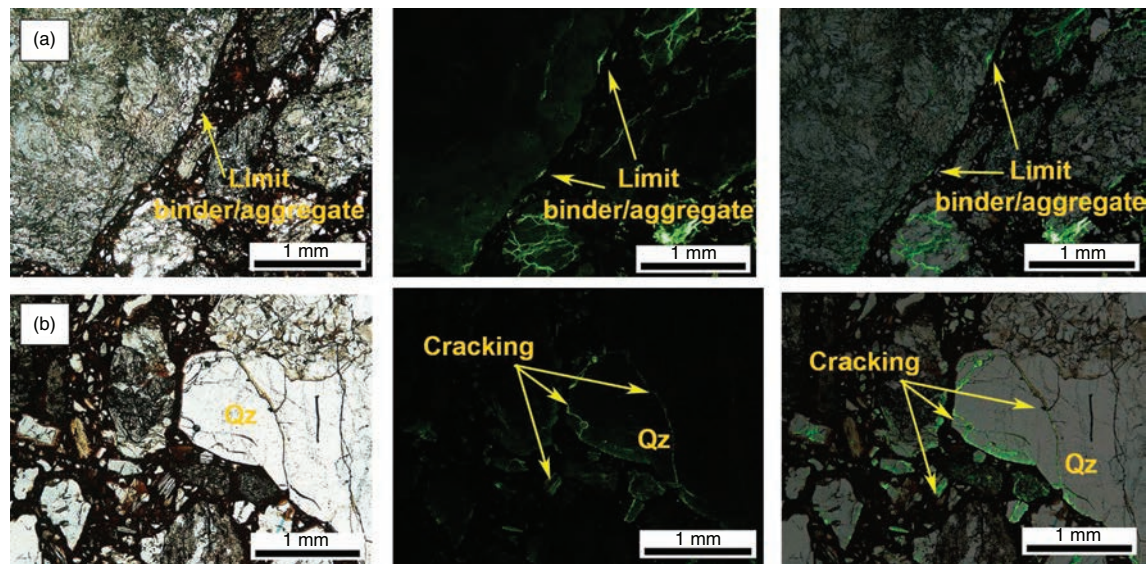 (a)
Limit
binder/aggregate
1 mm
Limit
binder/aggregate
1 mm
Limit
binder/aggregate
1 mm
(b)
Qz
1 mm
Cracking
Qz
1 mm
Cracking
Qz
1 mm